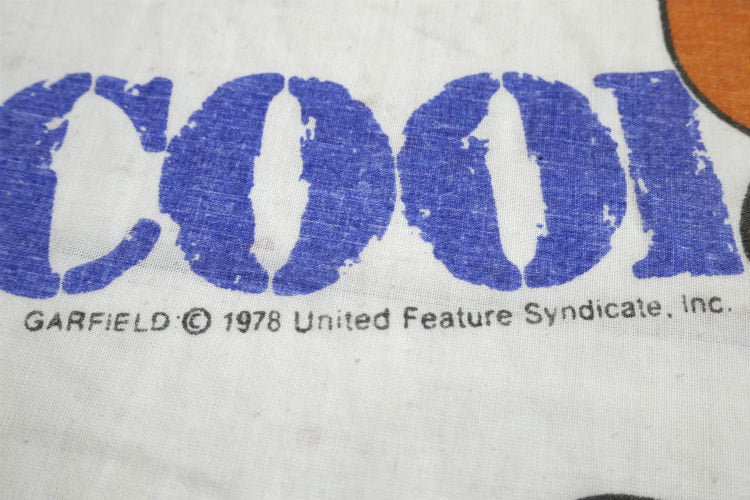 COOL
GARFIELD © 1978 United Feature Syndicate, Inc.